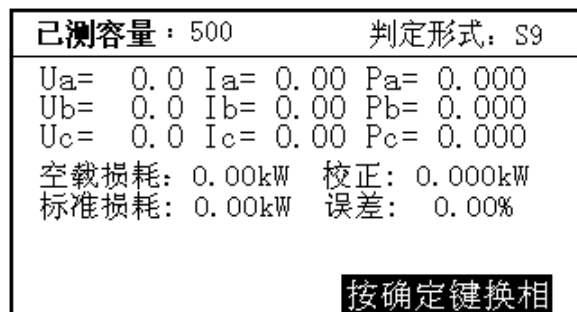 已测容量：500 判定形式：S9
Ua= 0.0 Ia= 0.00 Pa= 0.000
Ub= 0.0 Ib= 0.00 Pb= 0.000
Uc= 0.0 Ic= 0.00 Pc= 0.000
空载损耗：0.00kW 校正：0.000kW
标准损耗：0.00kW 误差： 0.00%
按确定键换相